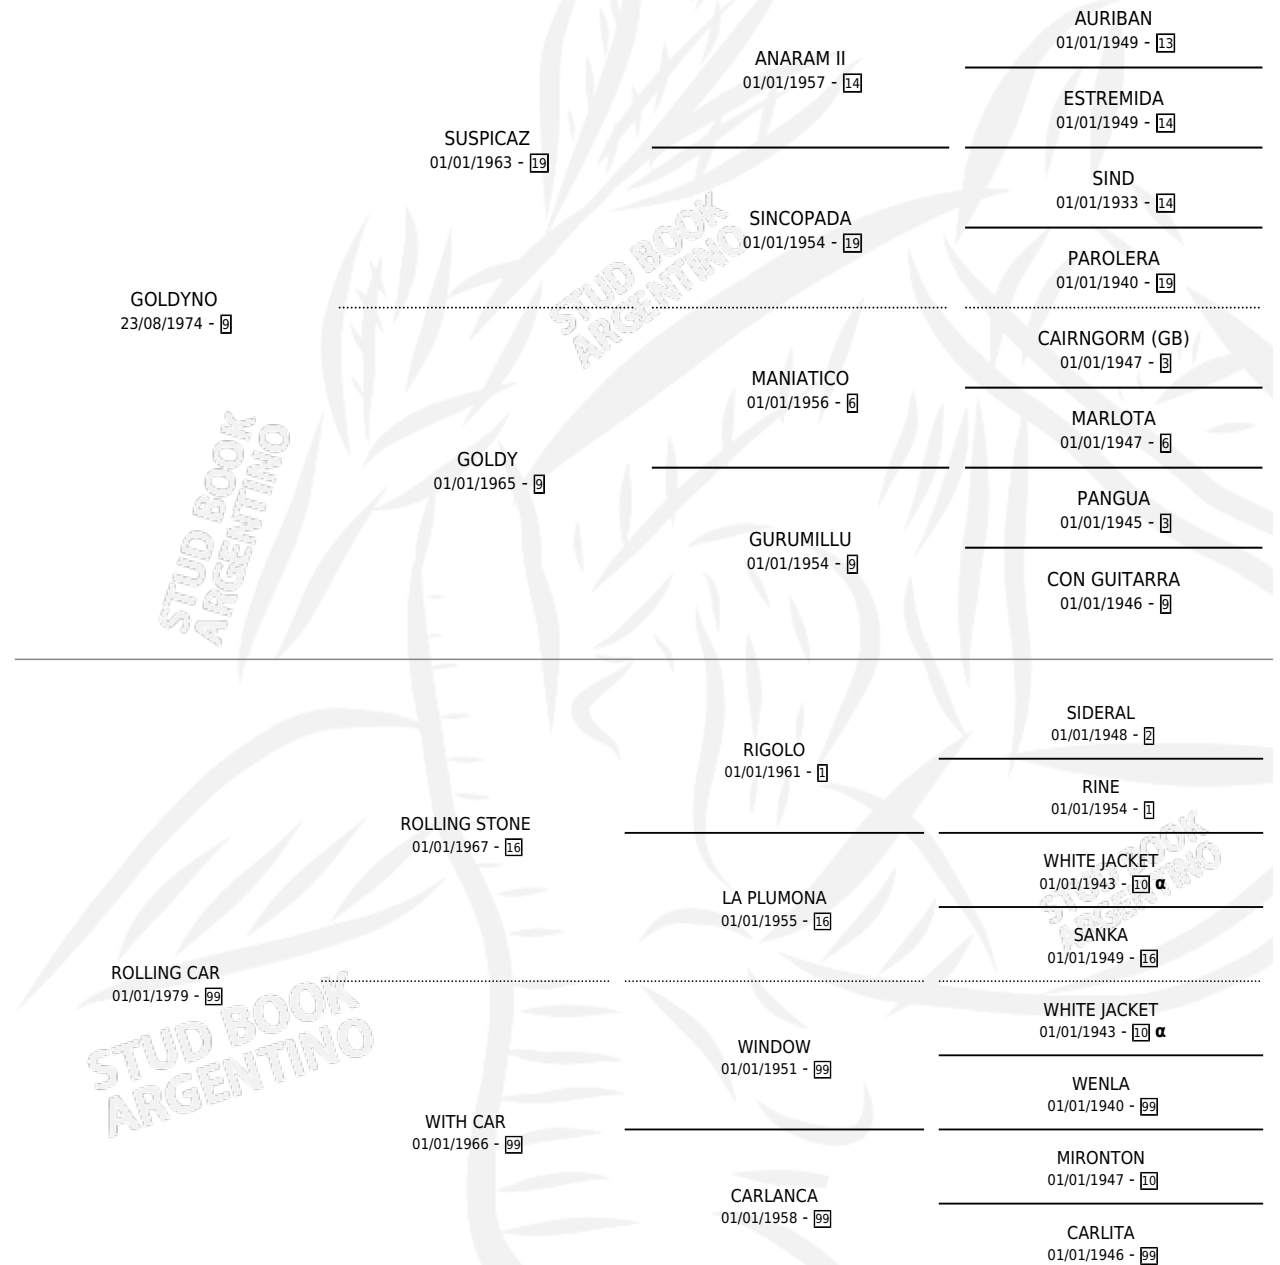 AURIBAN
01/01/1949 - 13
ANARAM II
01/01/1957 - 14
ESTREMIDA
01/01/1949 - 14
SUSPICAZ
01/01/1963 - 19
SIND
01/01/1933 - 14
SINCOPADA
01/01/1954 - 19
PAROLERA
01/01/1940 - 19
STUD BOOK
ARGENTINO
GOLDYNO
23/08/1974 - 9
CAIRNGORM (GB)
01/01/1947 - 3
MANIATICO
01/01/1956 - 6
MARLOTA
01/01/1947 - 6
GOLDY
01/01/1965 - 9
PANGUA
01/01/1945 - 3
GURUMILLU
01/01/1954 - 9
CON GUITARRA
01/01/1946 - 9
STUD BOOK
ARGENTINO
SIDERAL
01/01/1948 - 2
RIGOLO
01/01/1961 - 1
RINE
01/01/1954 - 1
ROLLING STONE
01/01/1967 - 16
WHITE JACKET
01/01/1943 - 10 α
LA PLUMONA
01/01/1955 - 16
SANKA
01/01/1949 - 16
STUD BOOK
ARGENTINO
ROLLING CAR
01/01/1979 - 99
WHITE JACKET
01/01/1943 - 10 α
WINDOW
01/01/1951 - 99
WENLA
01/01/1940 - 99
STUD BOOK
ARGENTINO
WITH CAR
01/01/1966 - 99
MIRONTON
01/01/1947 - 10
CARLANCA
01/01/1958 - 99
CARLITA
01/01/1946 - 99